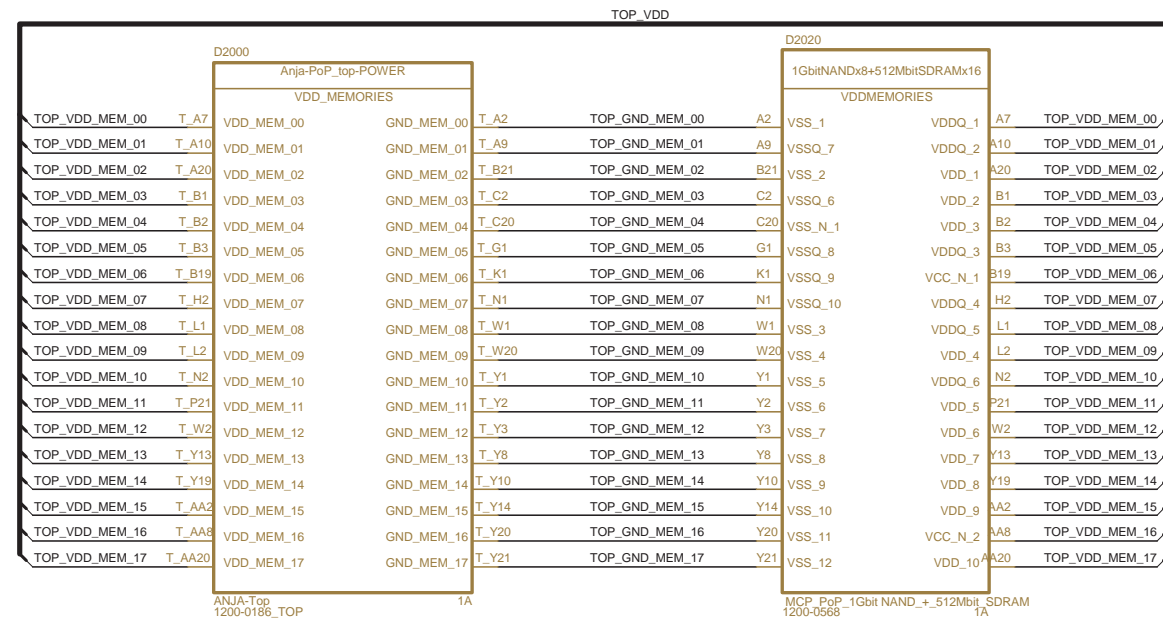 TOP_VDD
D2000 D2020
Anja-PoP_top-POWER 1GbitNANDx8+512MbitSDRAMx16
VDD_MEMORIES VDDMEMORIES
TOP_VDD_MEM_00 T_A7 VDD_MEM_00 GND_MEM_00 T_A2 TOP_GND_MEM_00 A2 VSS_1 VDDQ_1 A7 TOP_VDD_MEM_00
TOP_VDD_MEM_01 T_A10 VDD_MEM_01 GND_MEM_01 T_A9 TOP_GND_MEM_01 A9 VSSQ_7 VDDQ_2 A10 TOP_VDD_MEM_01
TOP_VDD_MEM_02 T_A20 VDD_MEM_02 GND_MEM_02 T_B21 TOP_GND_MEM_02 B21 VSS_2 VDD_1 A20 TOP_VDD_MEM_02
TOP_VDD_MEM_03 T_B1 VDD_MEM_03 GND_MEM_03 T_C2 TOP_GND_MEM_03 C2 VSSQ_6 VDD_2 B1 TOP_VDD_MEM_03
TOP_VDD_MEM_04 T_B2 VDD_MEM_04 GND_MEM_04 T_C20 TOP_GND_MEM_04 C20 VSS_N_1 VDD_3 B2 TOP_VDD_MEM_04
TOP_VDD_MEM_05 T_B3 VDD_MEM_05 GND_MEM_05 T_G1 TOP_GND_MEM_05 G1 VSSQ_8 VDDQ_3 B3 TOP_VDD_MEM_05
TOP_VDD_MEM_06 T_B19 VDD_MEM_06 GND_MEM_06 T_K1 TOP_GND_MEM_06 K1 VSSQ_9 VCC_N_1 B19 TOP_VDD_MEM_06
TOP_VDD_MEM_07 T_H2 VDD_MEM_07 GND_MEM_07 T_N1 TOP_GND_MEM_07 N1 VSSQ_10 VDDQ_4 H2 TOP_VDD_MEM_07
TOP_VDD_MEM_08 T_L1 VDD_MEM_08 GND_MEM_08 T_W1 TOP_GND_MEM_08 W1 VSS_3 VDDQ_5 L1 TOP_VDD_MEM_08
TOP_VDD_MEM_09 T_L2 VDD_MEM_09 GND_MEM_09 T_W20 TOP_GND_MEM_09 W20 VSS_4 VDD_4 L2 TOP_VDD_MEM_09
TOP_VDD_MEM_10 T_N2 VDD_MEM_10 GND_MEM_10 T_Y1 TOP_GND_MEM_10 Y1 VSS_5 VDDQ_6 N2 TOP_VDD_MEM_10
TOP_VDD_MEM_11 T_P21 VDD_MEM_11 GND_MEM_11 T_Y2 TOP_GND_MEM_11 Y2 VSS_6 VDD_5 P21 TOP_VDD_MEM_11
TOP_VDD_MEM_12 T_W2 VDD_MEM_12 GND_MEM_12 T_Y3 TOP_GND_MEM_12 Y3 VSS_7 VDD_6 W2 TOP_VDD_MEM_12
TOP_VDD_MEM_13 T_Y13 VDD_MEM_13 GND_MEM_13 T_Y8 TOP_GND_MEM_13 Y8 VSS_8 VDD_7 Y13 TOP_VDD_MEM_13
TOP_VDD_MEM_14 T_Y19 VDD_MEM_14 GND_MEM_14 T_Y10 TOP_GND_MEM_14 Y10 VSS_9 VDD_8 Y19 TOP_VDD_MEM_14
TOP_VDD_MEM_15 T_AA2 VDD_MEM_15 GND_MEM_15 T_Y14 TOP_GND_MEM_15 Y14 VSS_10 VDD_9 AA2 TOP_VDD_MEM_15
TOP_VDD_MEM_16 T_AA8 VDD_MEM_16 GND_MEM_16 T_Y20 TOP_GND_MEM_16 Y20 VSS_11 VCC_N_2 AA8 TOP_VDD_MEM_16
TOP_VDD_MEM_17 T_AA20 VDD_MEM_17 GND_MEM_17 T_Y21 TOP_GND_MEM_17 Y21 VSS_12 VDD_10 AA20 TOP_VDD_MEM_17
ANJA-Top 1A MCP_PoP_1Gbit NAND_+_512Mbit_SDRAM
1200-0186_TOP 1200-0568 1A